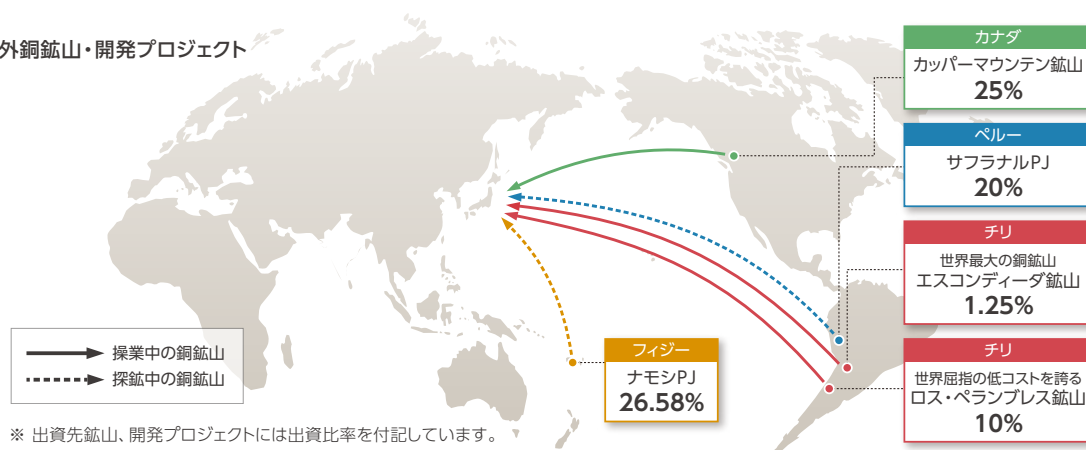 外銅鉱山・開発プロジェクト
カナダ
カッパーマウンテン鉱山
25%
ペルー
サフラナルPJ
20%
チリ
世界最大の銅鉱山
エスコンディーダ鉱山
1.25%
チリ
世界屈指の低コストを誇る
ロス・ペランブレス鉱山
10%
フィジー
ナモシPJ
26.58%
操業中の銅鉱山
探鉱中の銅鉱山
※ 出資先鉱山、開発プロジェクトには出資比率を付記しています。